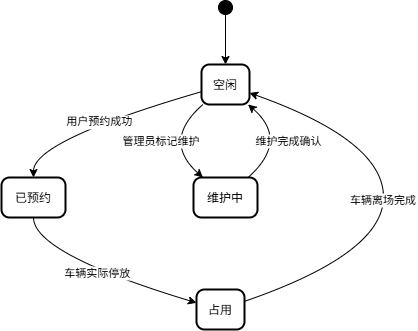 空闲
用户预约成功
管理员标记维护
维护完成确认
已预约
维护中
车辆离场完成
车辆实际停放
占用